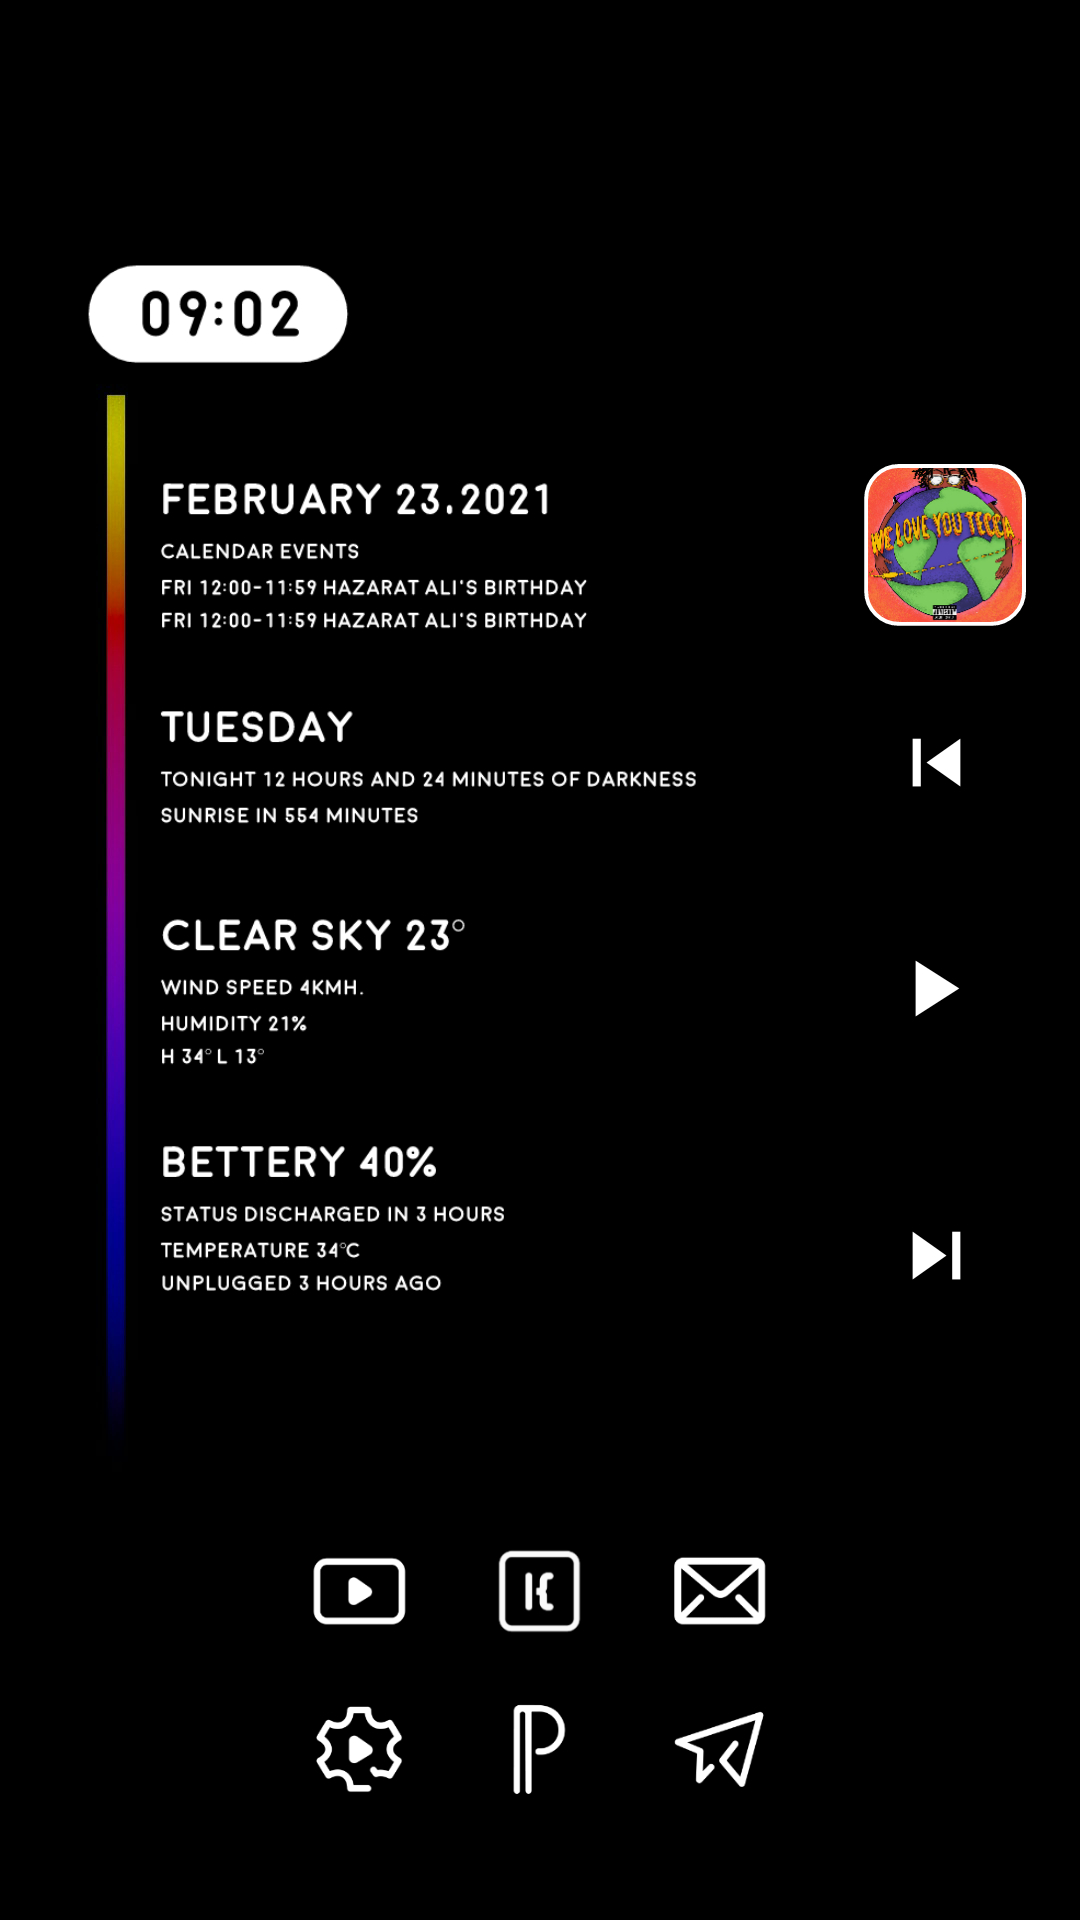 09:02
FEBRUARY 23.2021
CALENDAR EVENTS
FRI 12:00-11:59 HAZARAT ALI'S BIRTHDAY
FRI 12:00-11:59 HAZARAT ALI'S BIRTHDAY
WE LOVE YOU TECCA
TUESDAY
TONIGHT 12 HOURS AND 24 MINUTES OF DARKNESS
SUNRISE IN 554 MINUTES
CLEAR SKY 23°
WIND SPEED 4KMH.
HUMIDITY 21%
H 34° L 13°
BETTERY 40%
STATUS DISCHARGED IN 3 HOURS
TEMPERATURE 34°C
UNPLUGGED 3 HOURS AGO